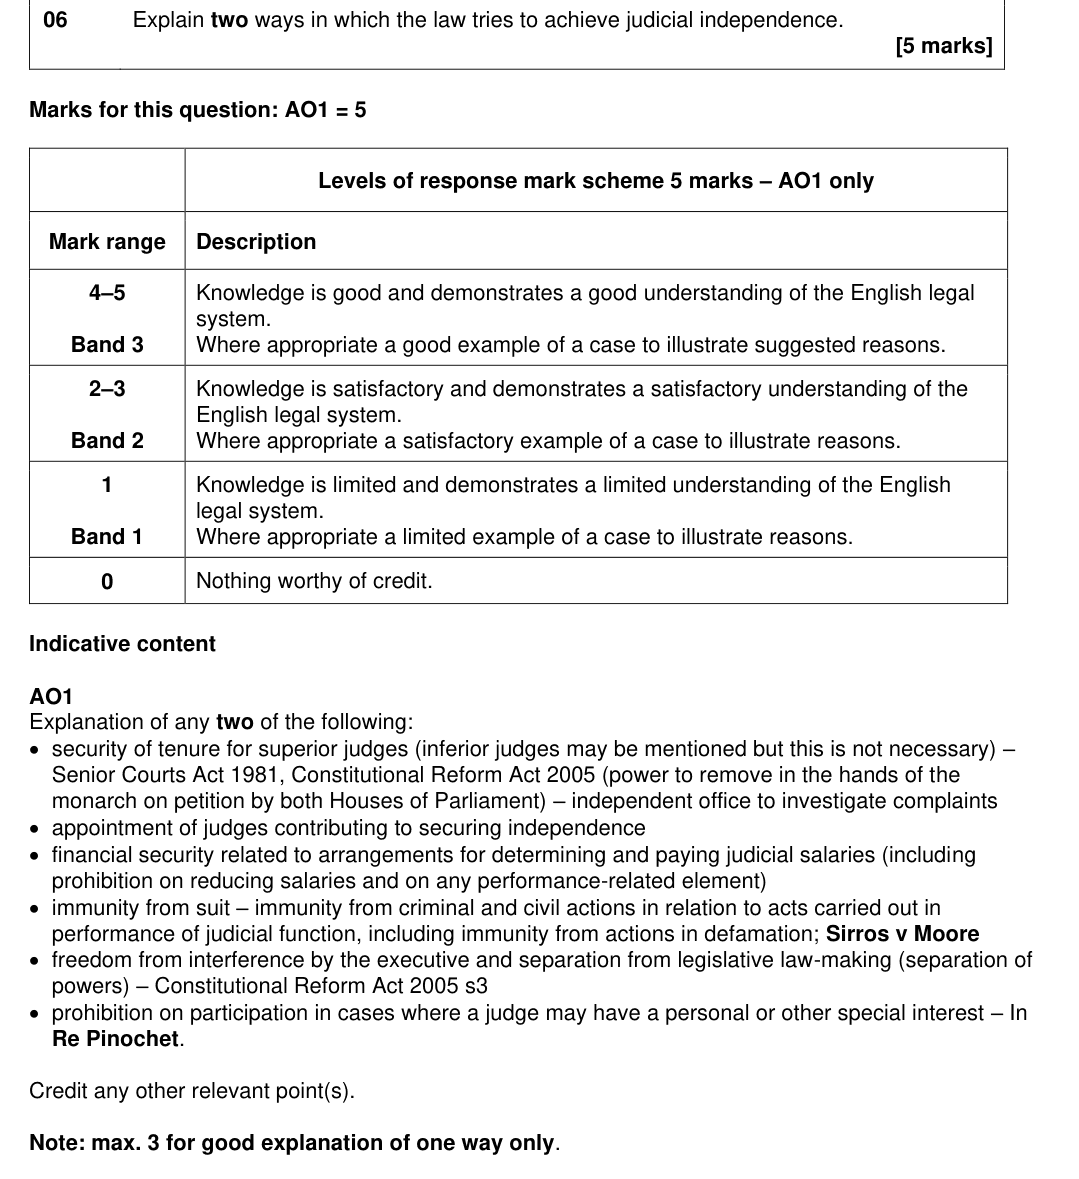 06 Explain two ways in which the law tries to achieve judicial independence.
[5 marks]
Marks for this question: AO1 = 5
Levels of response mark scheme 5 marks – AO1 only
Mark range Description
4–5 Knowledge is good and demonstrates a good understanding of the English legal
system.
Band 3 Where appropriate a good example of a case to illustrate suggested reasons.
2–3 Knowledge is satisfactory and demonstrates a satisfactory understanding of the
English legal system.
Band 2 Where appropriate a satisfactory example of a case to illustrate reasons.
1 Knowledge is limited and demonstrates a limited understanding of the English
legal system.
Band 1 Where appropriate a limited example of a case to illustrate reasons.
0 Nothing worthy of credit.
Indicative content
AO1
Explanation of any two of the following:
• security of tenure for superior judges (inferior judges may be mentioned but this is not necessary) –
Senior Courts Act 1981, Constitutional Reform Act 2005 (power to remove in the hands of the
monarch on petition by both Houses of Parliament) – independent office to investigate complaints
• appointment of judges contributing to securing independence
• financial security related to arrangements for determining and paying judicial salaries (including
prohibition on reducing salaries and on any performance-related element)
• immunity from suit – immunity from criminal and civil actions in relation to acts carried out in
performance of judicial function, including immunity from actions in defamation; Sirros v Moore
• freedom from interference by the executive and separation from legislative law-making (separation of
powers) – Constitutional Reform Act 2005 s3
• prohibition on participation in cases where a judge may have a personal or other special interest – In
Re Pinochet.
Credit any other relevant point(s).
Note: max. 3 for good explanation of one way only.